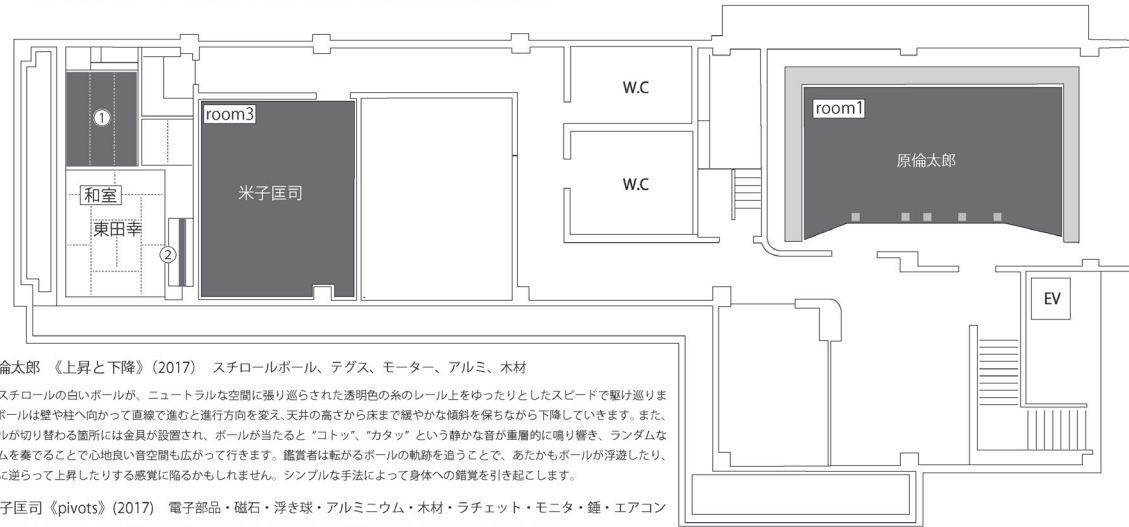 W.C
room3
room1
①
原倫太郎
W.C
米子匡司
和室
東田幸
②
EV
倫太郎 《上昇と下降》（2017） スチロールボール、テグス、モーター、アルミ、木材
スチロールの白いボールが、ニュートラルな空間に張り巡らされた透明色の糸のレール上をゆったりとしたスピードで駆け巡りま
ボールは壁や柱へ向かって直線で進むと進行方向を変え、天井の高さから床まで緩やかな傾斜を保ちながら下降していきます。また、
ルが切り替わる箇所には金具が設置され、ボールが当たると “コトッ”、“カタッ” という静かな音が重層的に鳴り響き、ランダムな
ムを奏でることで心地良い音空間も広がって行きます。鑑賞者は転がるボールの軌跡を追うことで、あたかもボールが浮遊したり、
に逆らって上昇したりする感覚に陥るかもしれません。シンプルな手法によって身体への錯覚を引き起こします。
子匡司《pivots》(2017) 電子部品・磁石・浮き球・アルミニウム・木材・ラチェット・モニタ・錘・エアコン